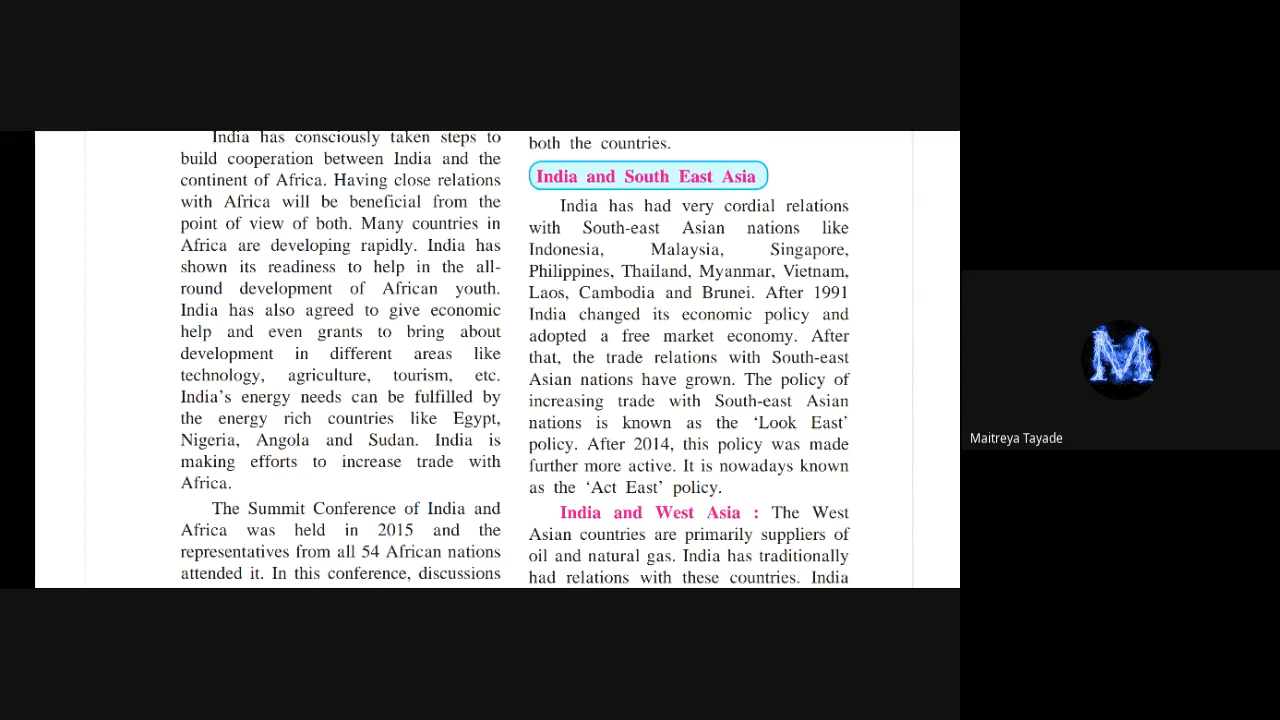 India has consciously taken steps to
build cooperation between India and the
continent of Africa. Having close relations
with Africa will be beneficial from the
point of view of both. Many countries in
Africa are developing rapidly. India has
shown its readiness to help in the all-
round development of African youth.
India has also agreed to give economic
help and even grants to bring about
development in different areas like
technology, agriculture, tourism, etc.
India's energy needs can be fulfilled by
the energy rich countries like Egypt,
Nigeria, Angola and Sudan. India is
making efforts to increase trade with
Africa.
The Summit Conference of India and
Africa was held in 2015 and the
representatives from all 54 African nations
attended it. In this conference, discussions
both the countries.
India and South East Asia
India has had very cordial relations
with South-east Asian nations like
Indonesia, Malaysia, Singapore,
Philippines, Thailand, Myanmar, Vietnam,
Laos, Cambodia and Brunei. After 1991
India changed its economic policy and
adopted a free market economy. After
that, the trade relations with South-east
Asian nations have grown. The policy of
increasing trade with South-east Asian
nations is known as the 'Look East'
policy. After 2014, this policy was made
further more active. It is nowadays known
as the 'Act East' policy.
India and West Asia : The West
Asian countries are primarily suppliers of
oil and natural gas. India has traditionally
had relations with these countries. India
M
Maitreya Tayade